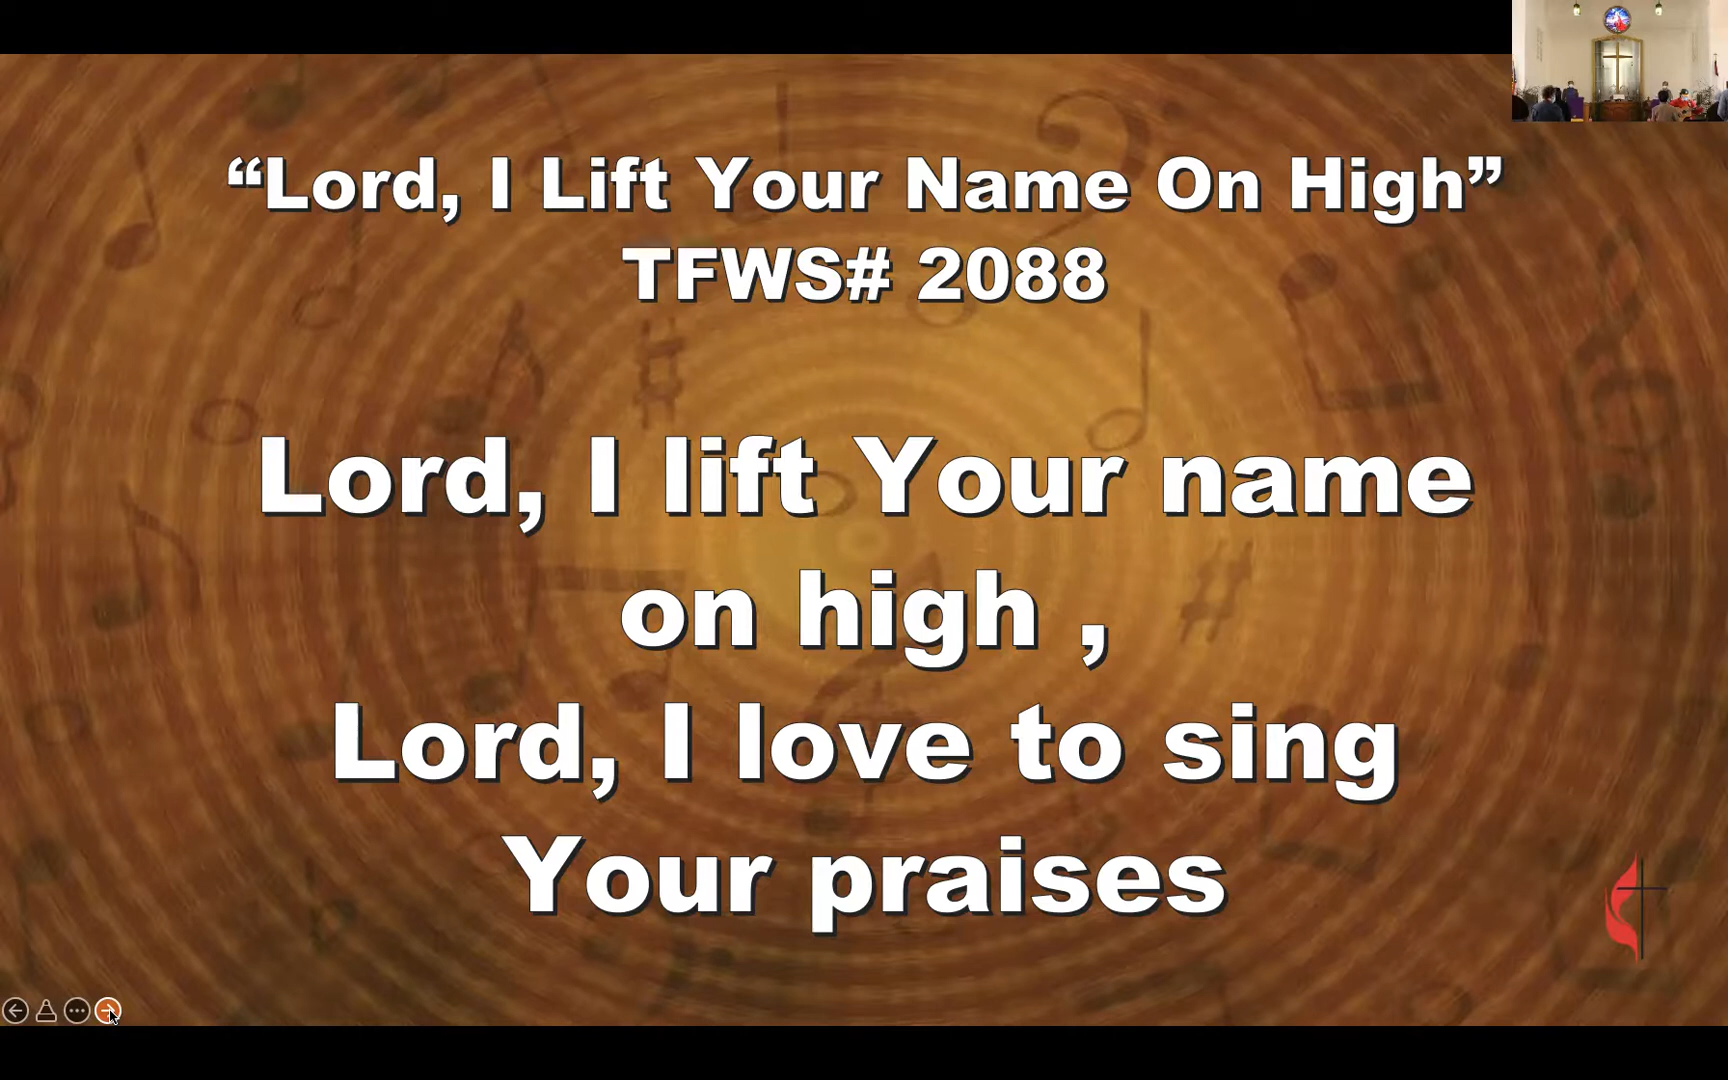 “Lord, I Lift Your Name On High”
TFWS# 2088
Lord, I lift Your name
on high ,
Lord, I love to sing
Your praises